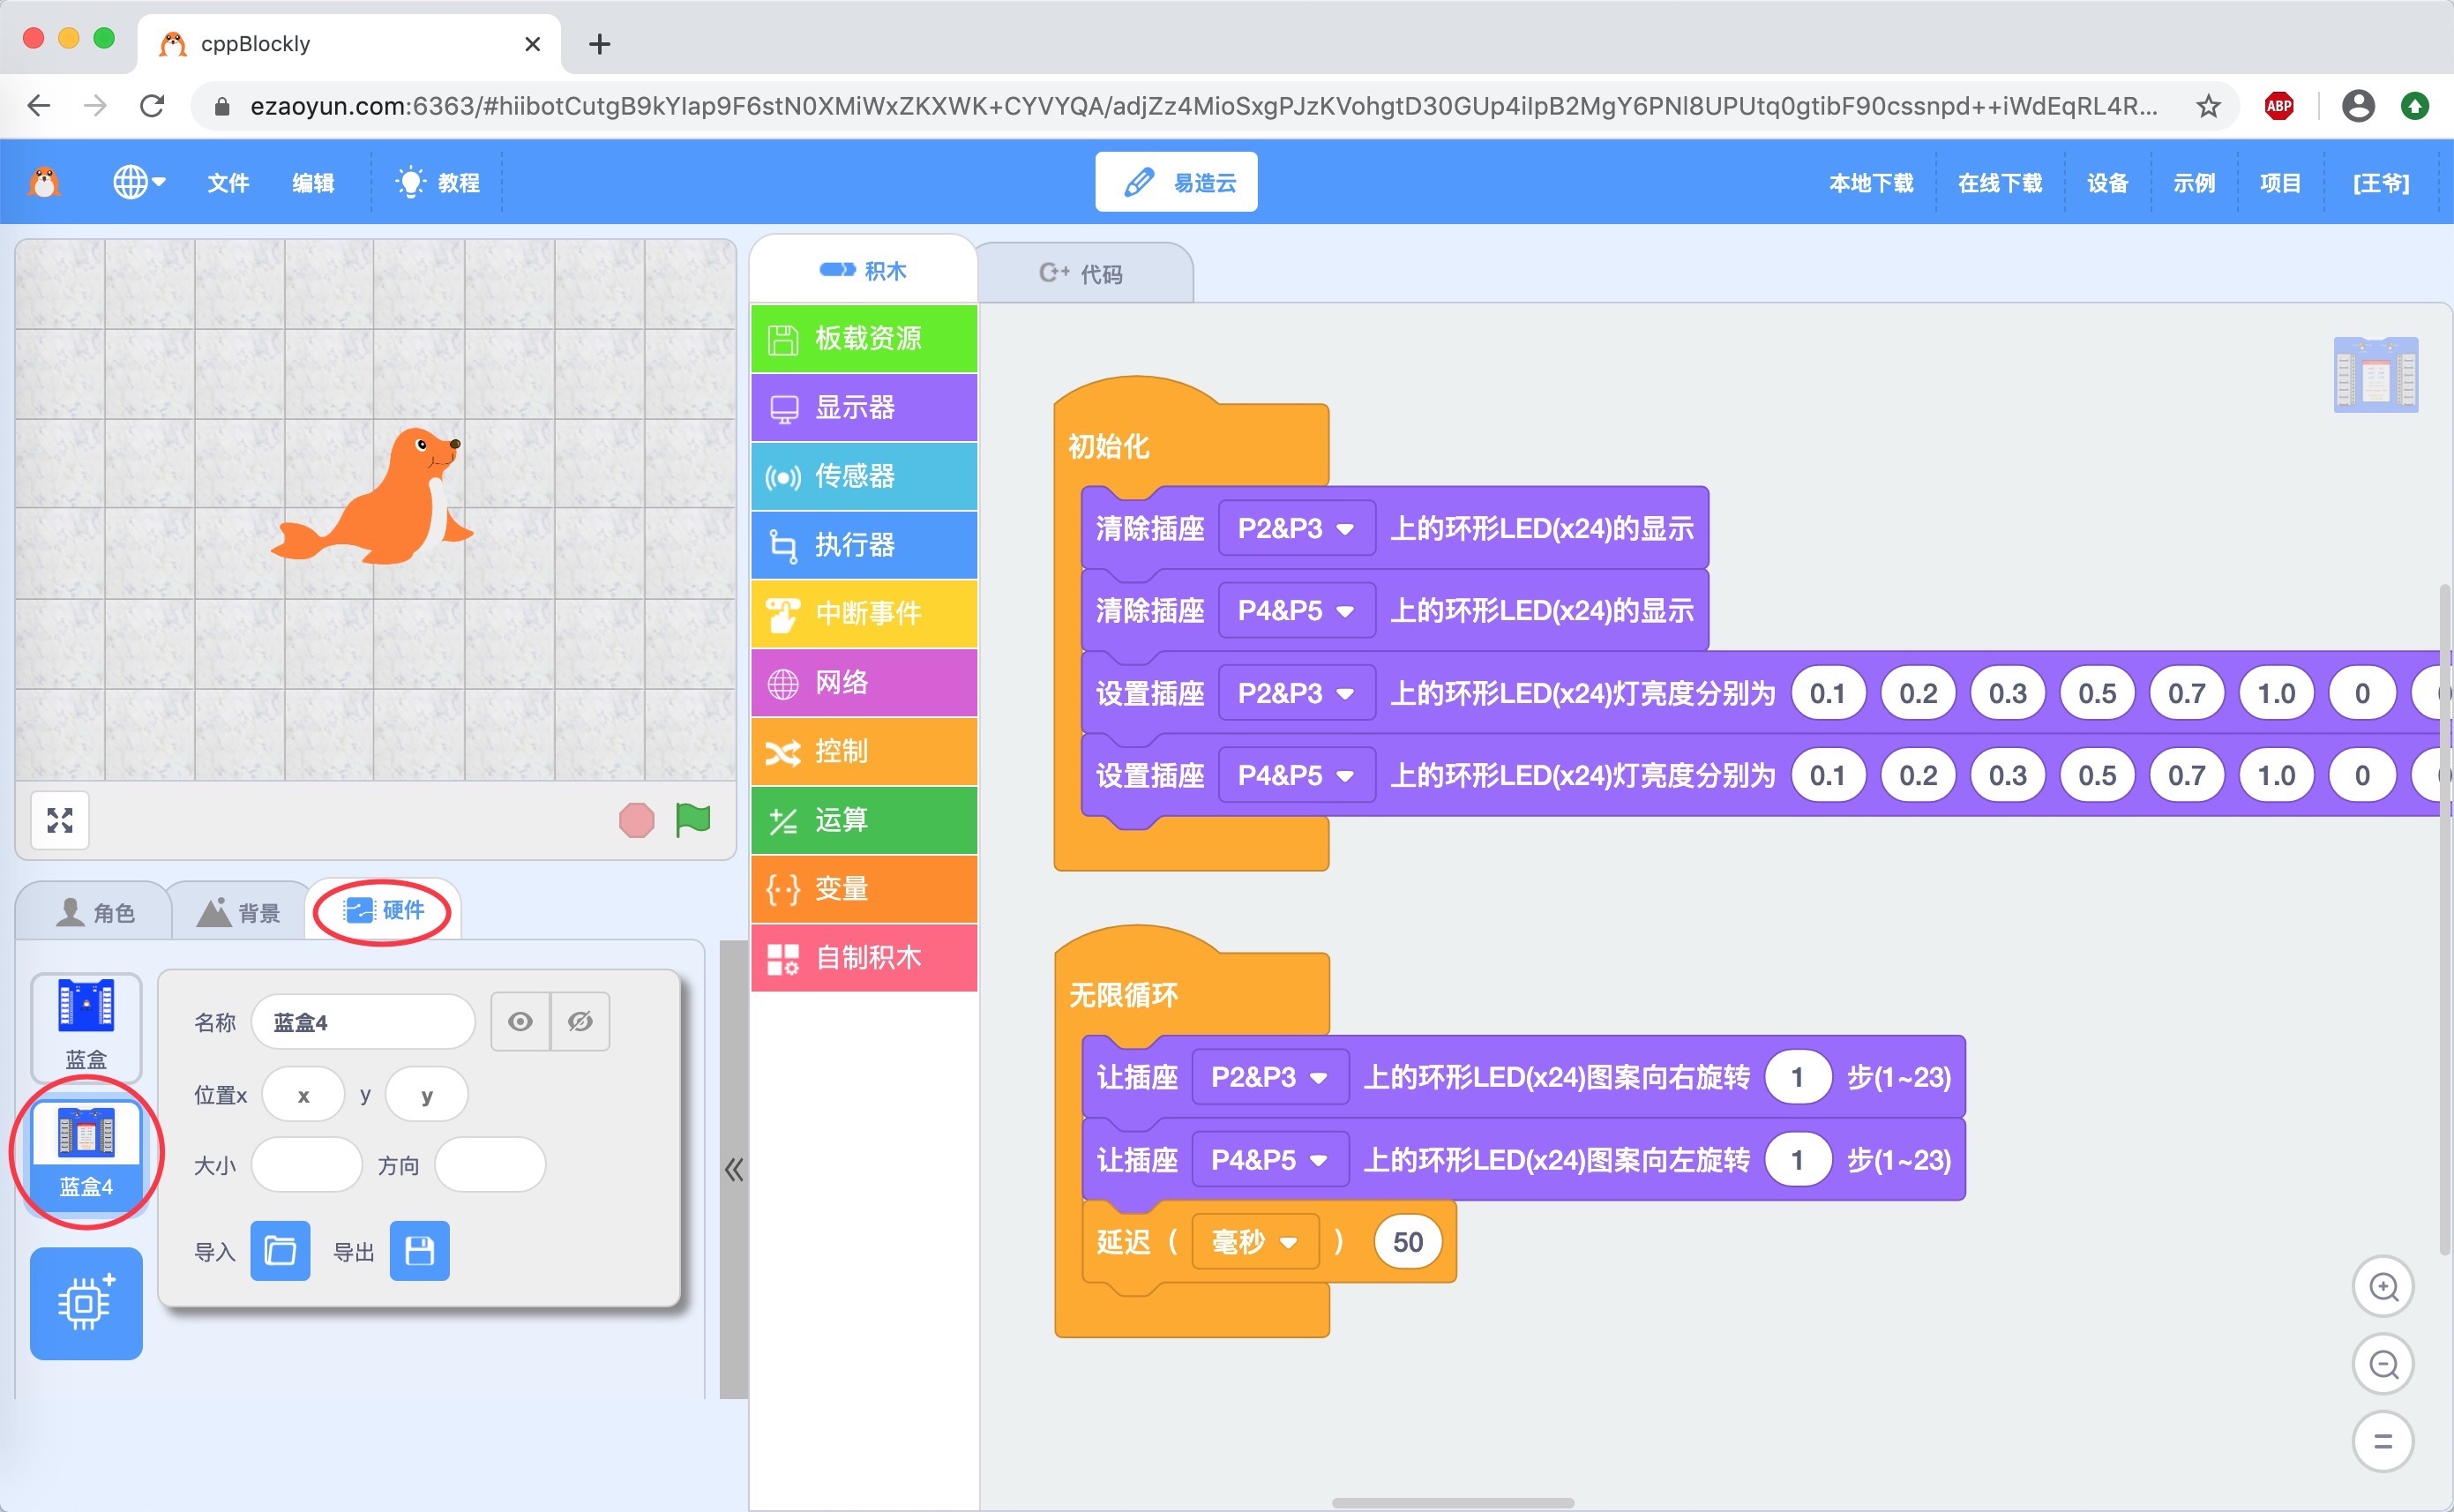 cppBlockly
ezaoyun.com:6363/#hiibotCutgB9kYIap9F6stN0XMiWxZKXWK+CYVYQA/adjZz4MioSxgPJzKVohgtD30GUp4iIpB2MgY6PNl8UPUtq0gtibF90cssnpd++iWdEqRL4R...
ABP
文件 编辑 教程 易造云 本地下载 在线下载 设备 示例 项目 [王爷]
积木 C++ 代码
板载资源
显示器
传感器
执行器
中断事件
网络
控制
运算
变量
自制积木
初始化
清除插座 P2&P3 上的环形LED(x24)的显示
清除插座 P4&P5 上的环形LED(x24)的显示
设置插座 P2&P3 上的环形LED(x24)灯亮度分别为 0.1 0.2 0.3 0.5 0.7 1.0 0
设置插座 P4&P5 上的环形LED(x24)灯亮度分别为 0.1 0.2 0.3 0.5 0.7 1.0 0
无限循环
让插座 P2&P3 上的环形LED(x24)图案向右旋转 1 步(1~23)
让插座 P4&P5 上的环形LED(x24)图案向左旋转 1 步(1~23)
延迟 ( 毫秒 ) 50
角色 背景 硬件
蓝盒
蓝盒4
名称 蓝盒4
位置x x y y
大小 方向
导入 导出